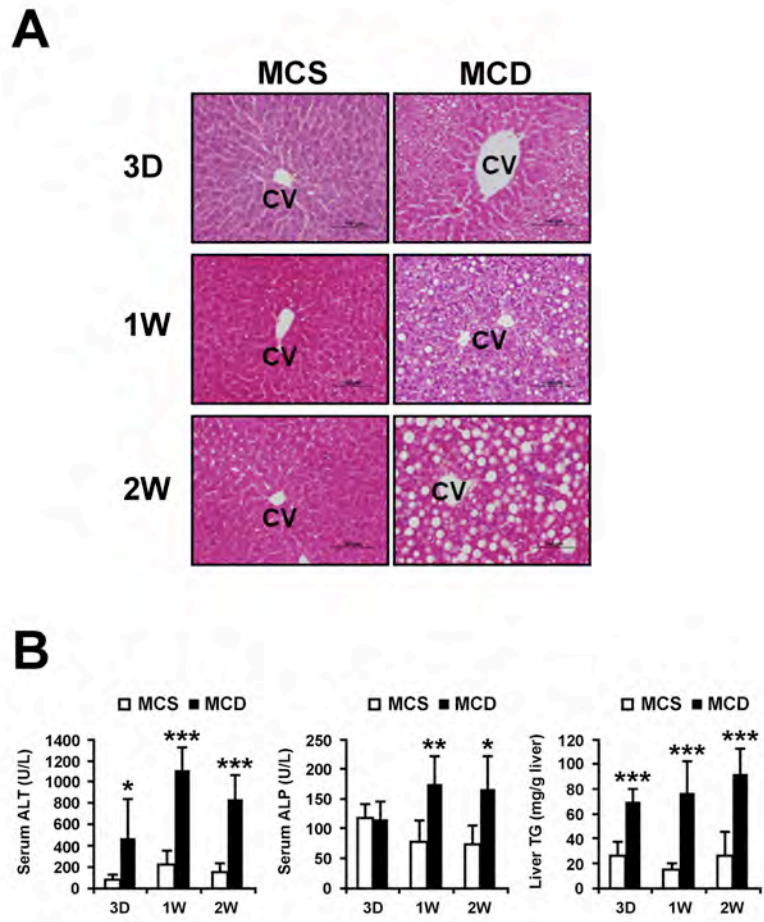 A
MCS MCD
3D
CV CV
1W
CV CV
2W
CV CV
B
MCS MCD
Serum ALT (U/L)
1400
1200
1000
800
600
400
200
0
* *** ***
3D 1W 2W
MCS MCD
Serum ALP (U/L)
250
200
150
100
50
0
** *
3D 1W 2W
MCS MCD
Liver TG (mg/g liver)
120
100
80
60
40
20
0
*** *** ***
3D 1W 2W